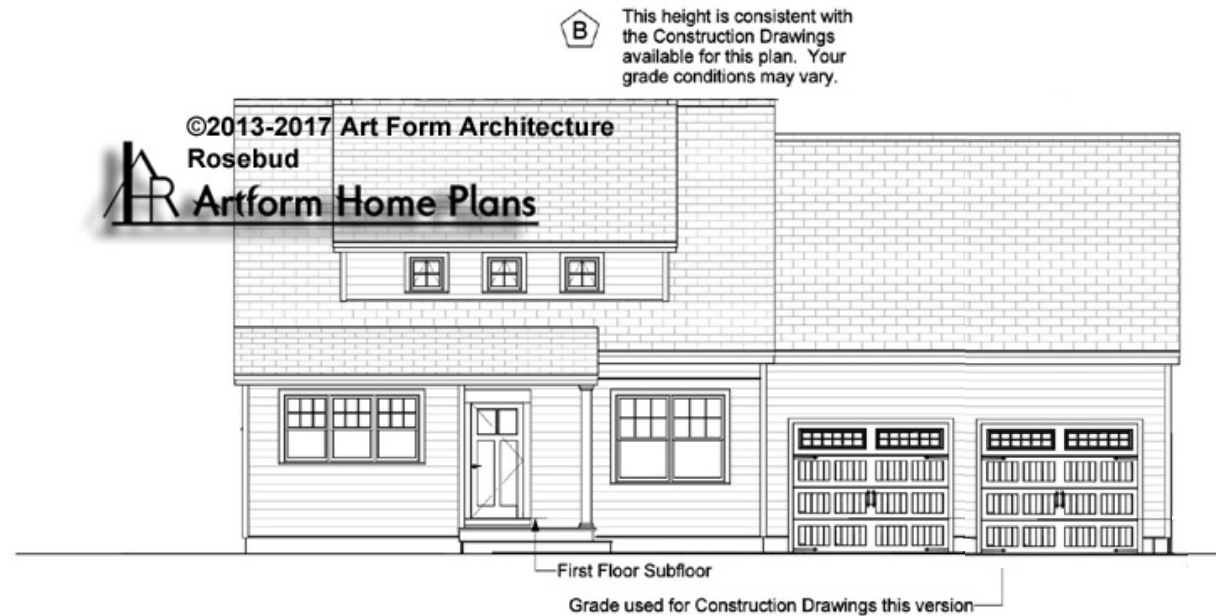 B
This height is consistent with
the Construction Drawings
available for this plan. Your
grade conditions may vary.
©2013-2017 Art Form Architecture
Rosebud
Artform Home Plans
First Floor Subfloor
Grade used for Construction Drawings this version